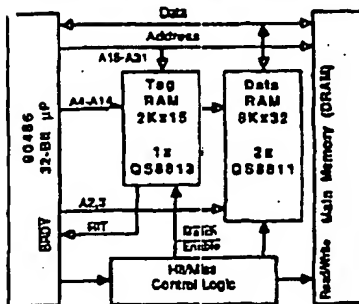 Data
Address
A15-A31
Tag
RAM
2Kx15
1x
QS8813
Data
RAM
8Kx32
2x
QS8811
A4-A14
A2,3
HIT
BRDY
Match
Enable
Hit/Miss
Control Logic
80486
32-Bit µP
Read/Write Main Memory (DRAM)